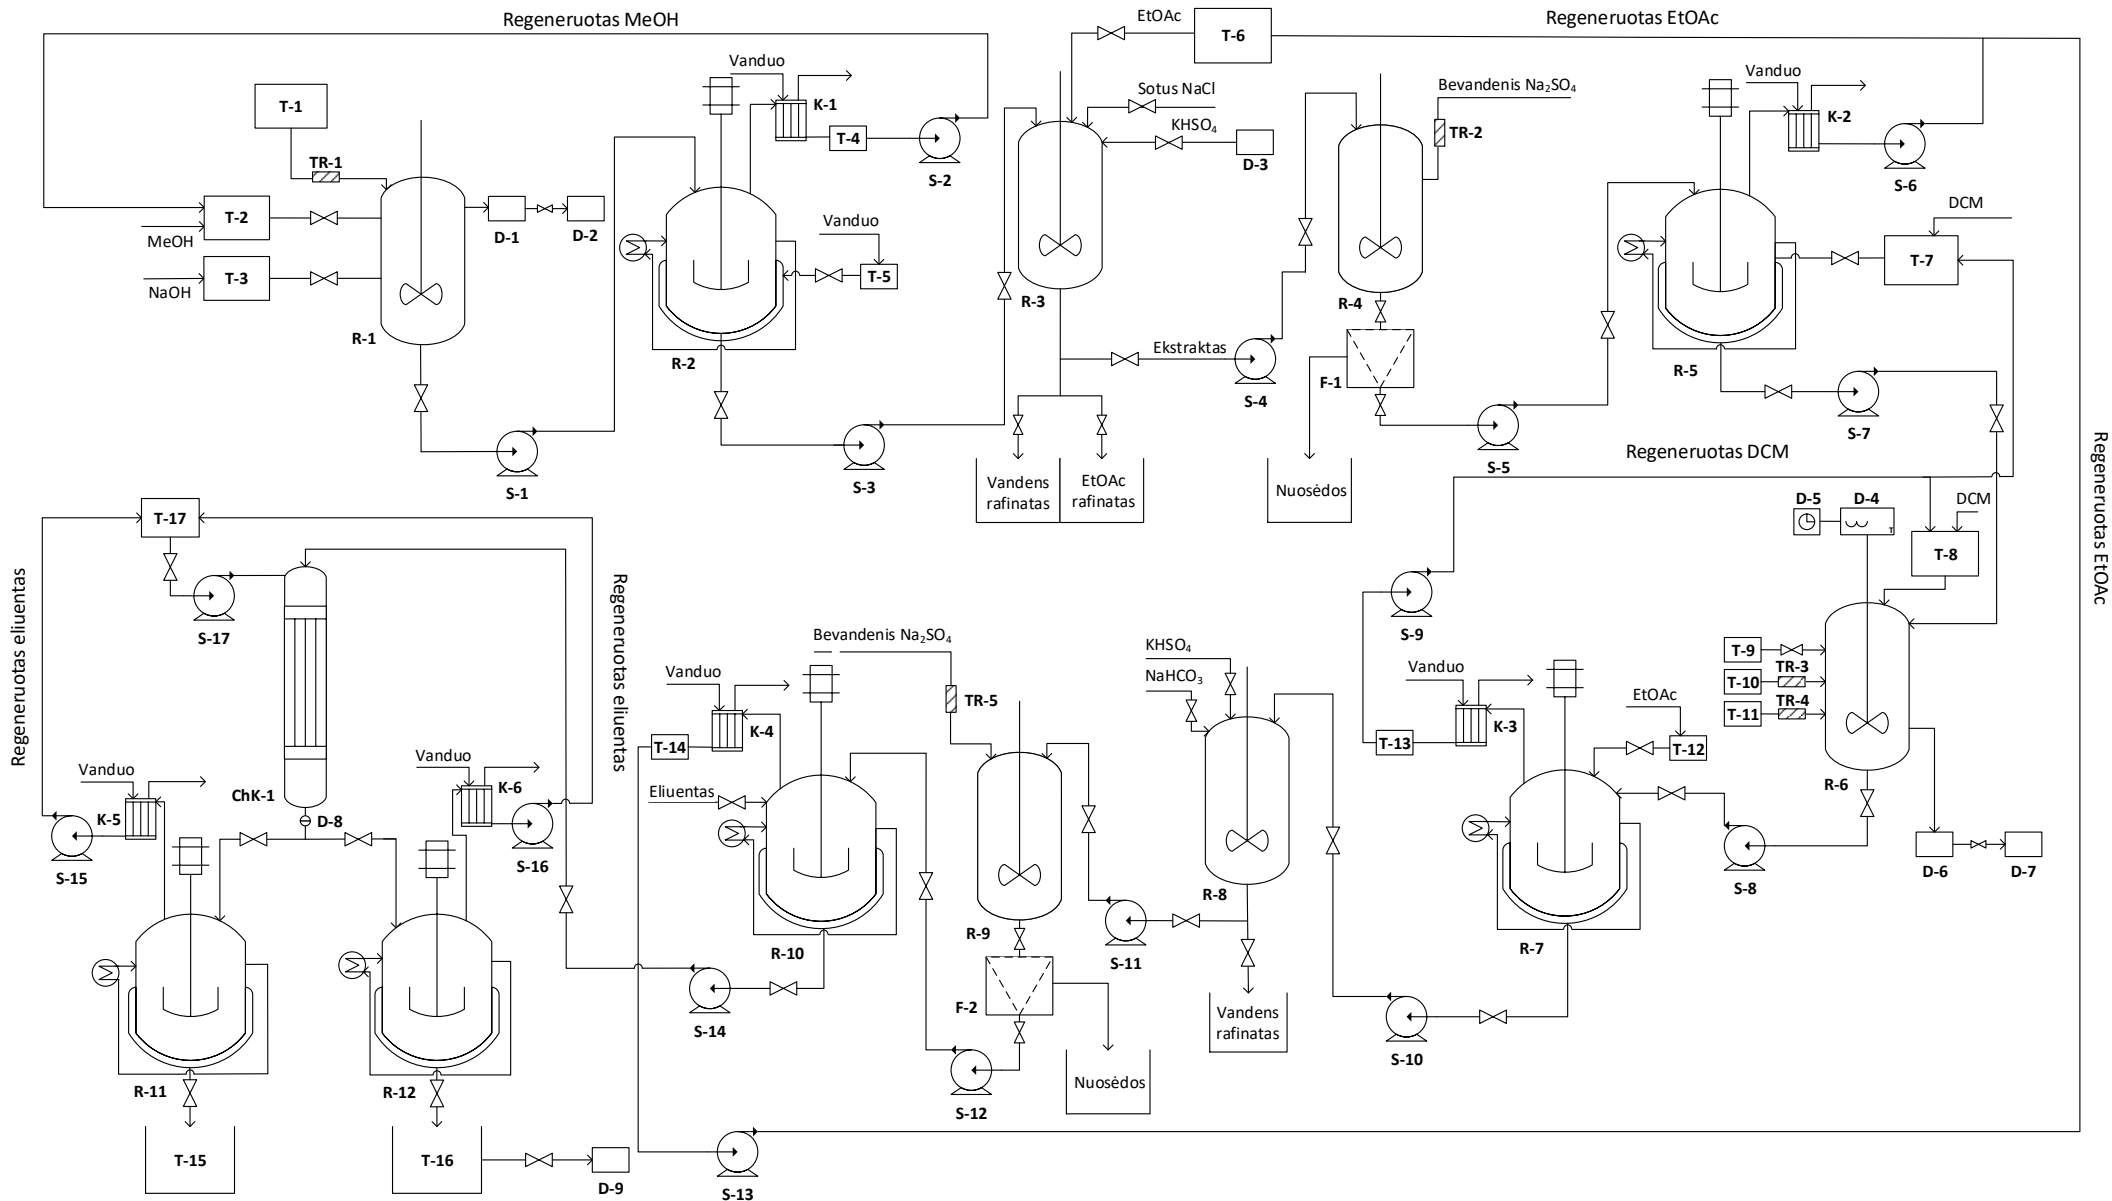 Regeneruotas MeOH
EtOAc
T-6
Regeneruotas EtOAc
Vanduo
K-1
T-4
S-2
T-1
TR-1
T-2
MeOH
T-3
NaOH
R-1
D-1
D-2
S-1
Vanduo
T-5
R-2
S-3
Sotus NaCl
KHSO₄
D-3
R-3
Ekstraktas
S-4
Vandens
rafinatas
EtOAc
rafinatas
Bevandenis Na₂SO₄
TR-2
R-4
F-1
Nuosėdos
S-5
Vanduo
K-2
S-6
DCM
T-7
R-5
S-7
Regeneruotas DCM
Regeneruotas EtOAc
D-5
D-4
T
DCM
T-8
T-9
TR-3
T-10
TR-4
T-11
R-6
D-6
D-7
S-8
S-9
Vanduo
K-3
T-13
EtOAc
T-12
R-7
S-10
KHSO₄
NaHCO₃
R-8
Vandens
rafinatas
S-11
Bevandenis Na₂SO₄
TR-5
R-9
F-2
Nuosėdos
S-12
Vanduo
K-4
T-14
Eliuentas
R-10
S-14
S-13
Regeneruotas eliuentas
T-17
S-17
Regeneruotas eliuentas
ChK-1
D-8
Vanduo
K-5
S-15
Vanduo
K-6
S-16
R-11
R-12
T-15
T-16
D-9